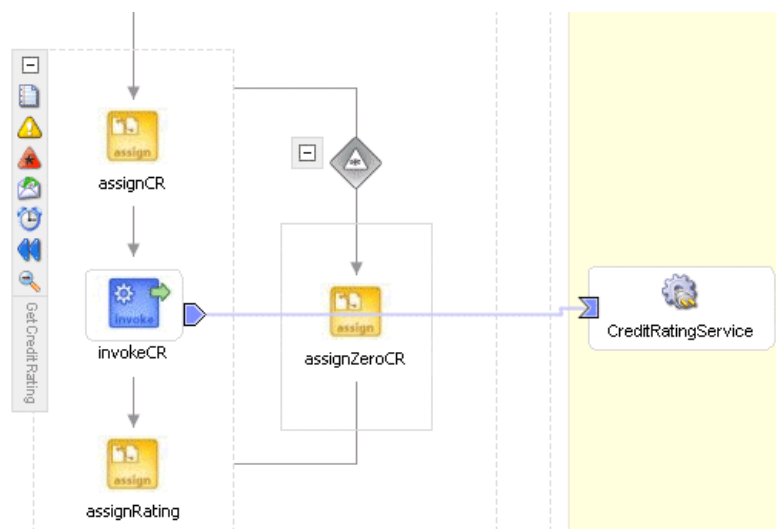 assign
assignCR
invoke
invokeCR
assign
assignZeroCR
CreditRatingService
GetCreditRating
assign
assignRating